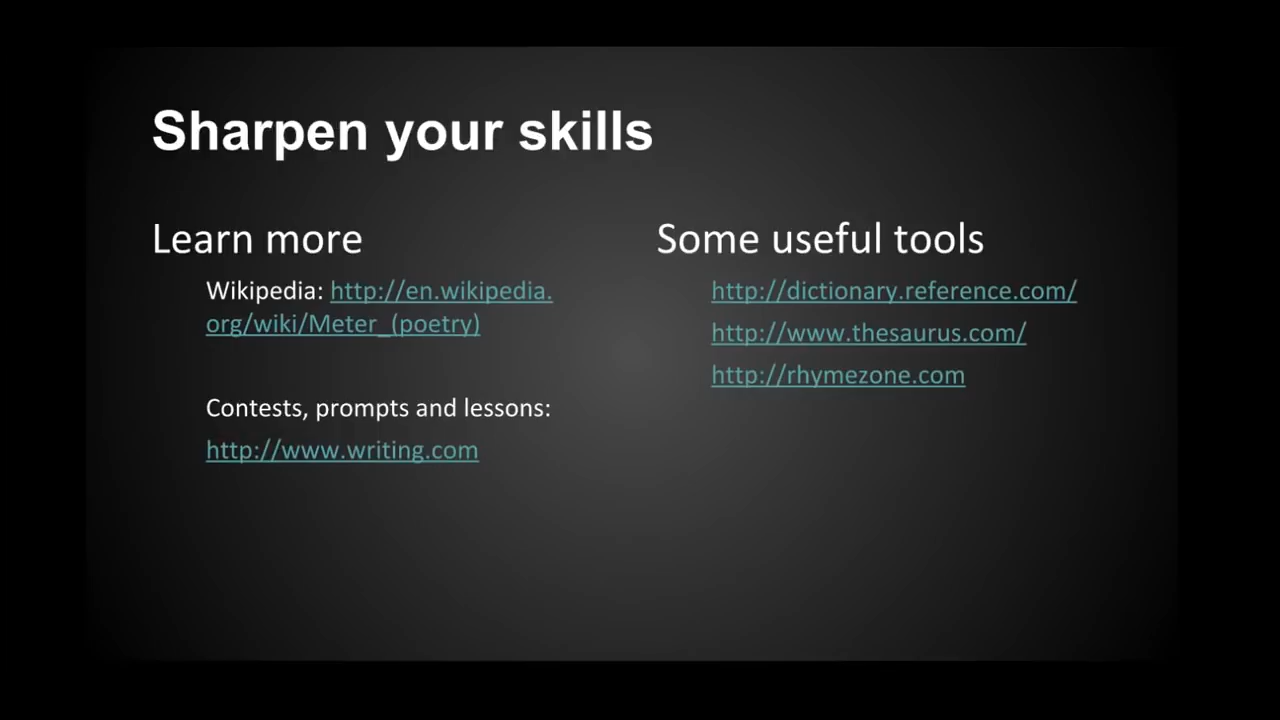 Sharpen your skills
Learn more
Wikipedia: http://en.wikipedia.
org/wiki/Meter_(poetry)
Contests, prompts and lessons:
http://www.writing.com
Some useful tools
http://dictionary.reference.com/
http://www.thesaurus.com/
http://rhymezone.com